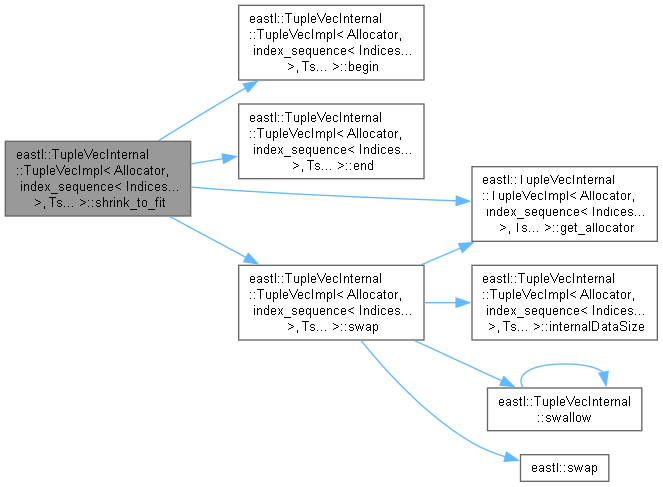 eastl::TupleVecInternal
::TupleVecImpl< Allocator,
index_sequence< Indices...
>, Ts... >::begin
eastl::TupleVecInternal
::TupleVecImpl< Allocator,
index_sequence< Indices...
>, Ts... >::end
eastl::TupleVecInternal
::TupleVecImpl< Allocator,
index_sequence< Indices...
>, Ts... >::shrink_to_fit
eastl::TupleVecInternal
::TupleVecImpl< Allocator,
index_sequence< Indices...
>, Ts... >::get_allocator
eastl::TupleVecInternal
::TupleVecImpl< Allocator,
index_sequence< Indices...
>, Ts... >::swap
eastl::TupleVecInternal
::TupleVecImpl< Allocator,
index_sequence< Indices...
>, Ts... >::internalDataSize
eastl::TupleVecInternal
::swallow
eastl::swap